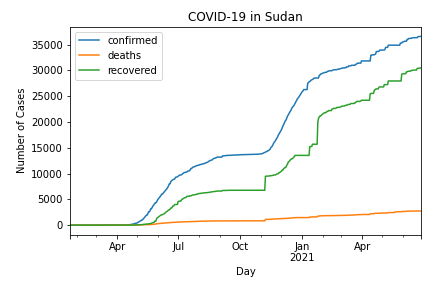 COVID-19 in Sudan
confirmed
deaths
recovered
Number of Cases
35000
30000
25000
20000
15000
10000
5000
0
Apr Jul Oct Jan Apr
2021
Day